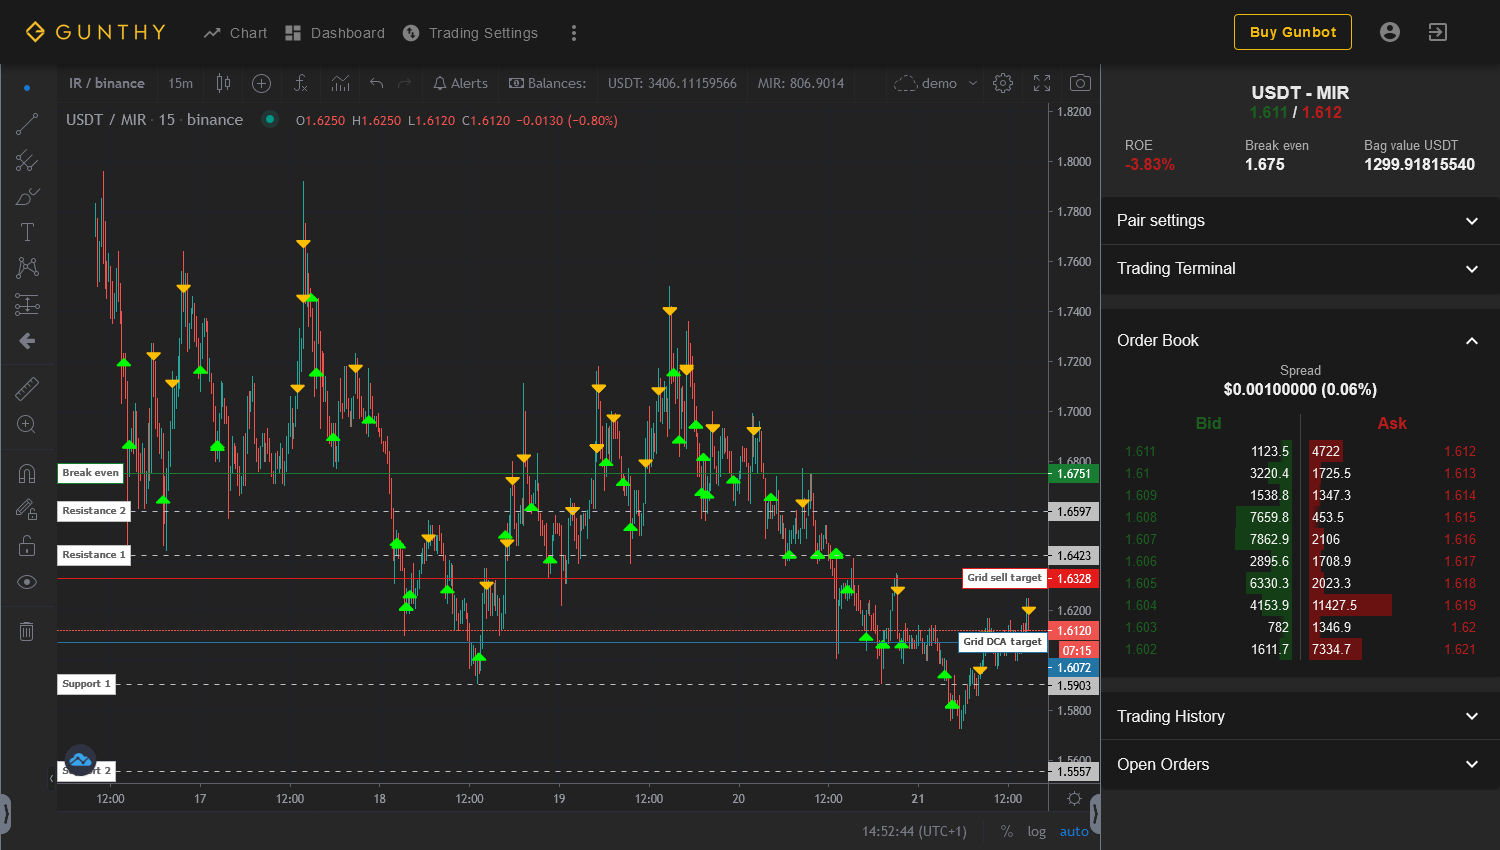 GUNTHY
Chart
Dashboard
Trading Settings
Buy Gunbot
IR / binance
15m
Alerts
Balances:
USDT: 3406.11159566
MIR: 806.9014
demo
USDT / MIR · 15 · binance
O1.6250 H1.6250 L1.6120 C1.6120 −0.0130 (−0.80%)
1.8200
1.8000
1.7800
1.7600
1.7400
1.7200
1.7000
1.6800
Break even
1.6751
Resistance 2
1.6597
Resistance 1
1.6423
Grid sell target
1.6328
1.6200
1.6120
Grid DCA target
07:15
1.6072
Support 1
1.5903
1.5800
1.5600
Support 2
1.5557
12:00
17
12:00
18
12:00
19
12:00
20
12:00
21
12:00
14:52:44 (UTC+1)
%
log
auto
USDT - MIR
1.611 / 1.612
ROE
Break even
Bag value USDT
-3.83%
1.675
1299.91815540
Pair settings
Trading Terminal
Order Book
Spread
$0.00100000 (0.06%)
Bid
Ask
1.611 1123.5 4722 1.612
1.61 3220.4 1725.5 1.613
1.609 1538.8 1347.3 1.614
1.608 7659.8 453.5 1.615
1.607 7862.9 2106 1.616
1.606 2895.6 1708.9 1.617
1.605 6330.3 2023.3 1.618
1.604 4153.9 11427.5 1.619
1.603 782 1346.9 1.62
1.602 1611.7 7334.7 1.621
Trading History
Open Orders